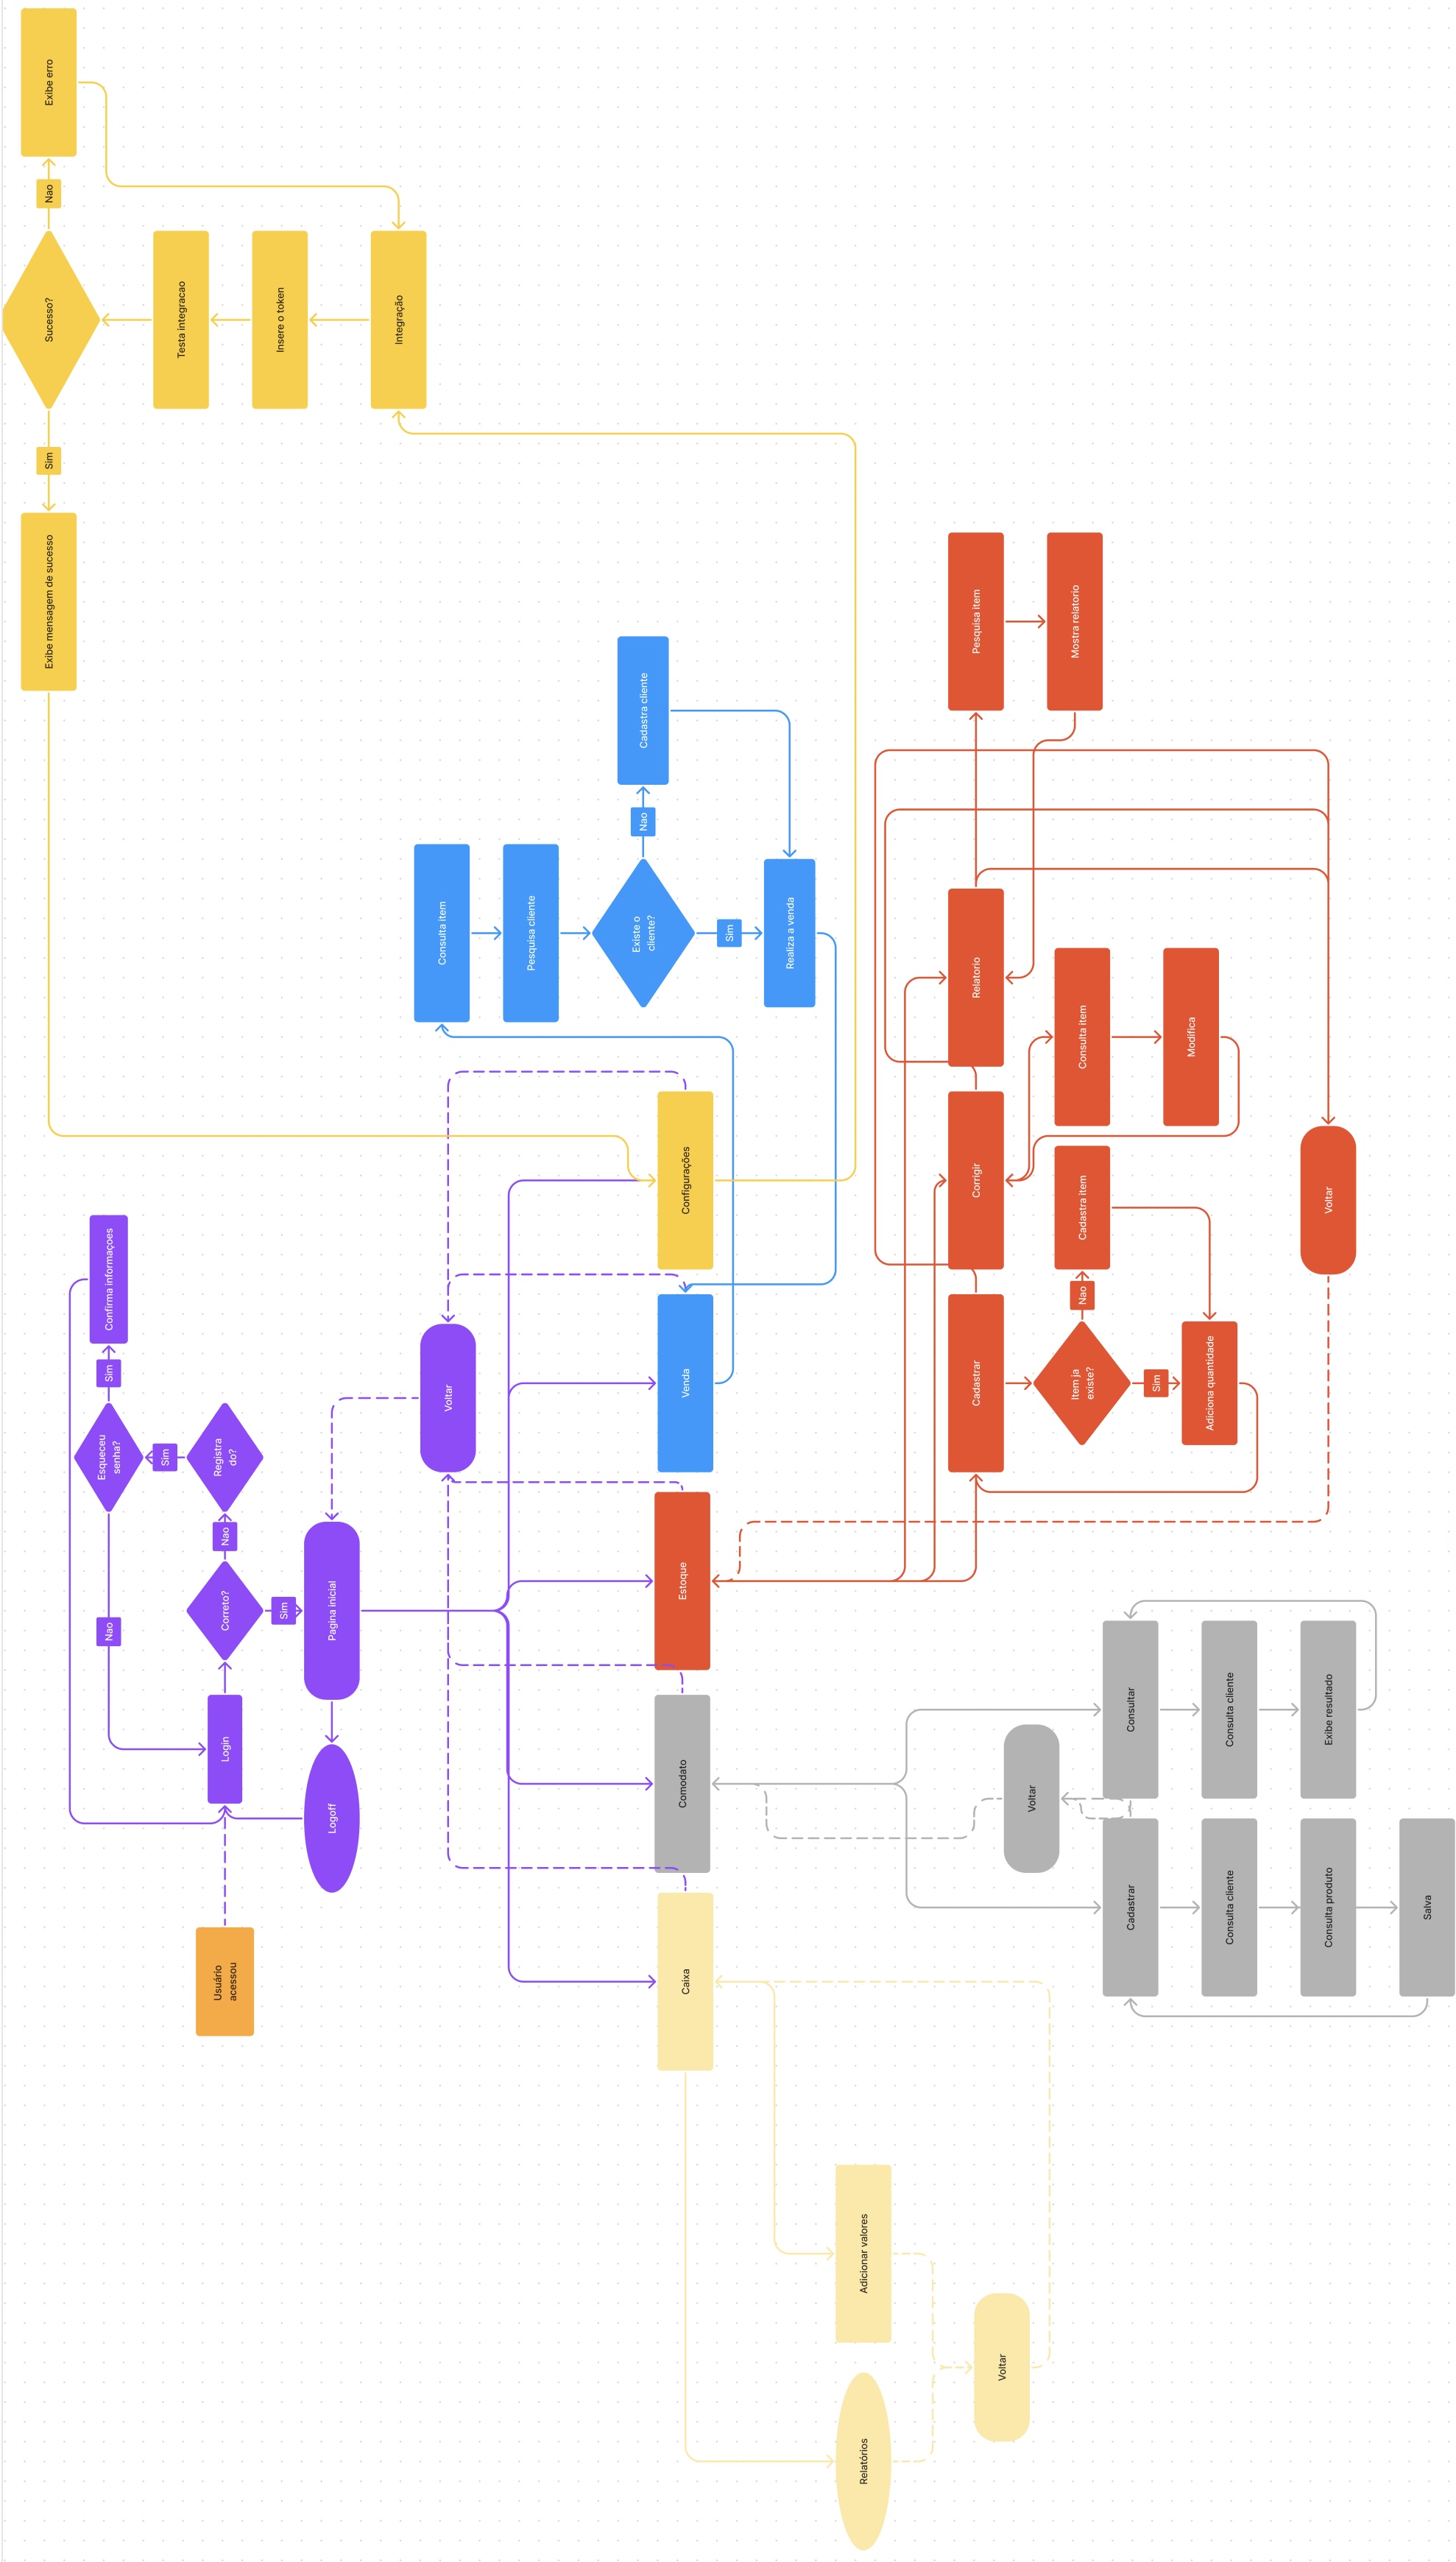 Exibe mensagem de sucesso
Sim
Sucesso?
Nao
Exibe erro
Esqueceu
senha?
Nao
Sim
Confirma informaçoes
Sim
Testa integracao
Usuário
acessou
Login
Correto?
Nao
Registra
do?
Sim
Insere o token
Logoff
Pagina inicial
Integração
Voltar
Consulta item
Pesquisa cliente
Existe o
cliente?
Nao
Cadastra cliente
Caixa
Comodato
Estoque
Venda
Configurações
Sim
Realiza a venda
Relatórios
Adicionar valores
Cadastrar
Corrigir
Relatorio
Pesquisa item
Voltar
Voltar
Item ja
existe?
Nao
Cadastra item
Consulta item
Mostra relatorio
Cadastrar
Consultar
Sim
Modifica
Adiciona quantidade
Consulta cliente
Consulta cliente
Consulta produto
Exibe resultado
Voltar
Salva